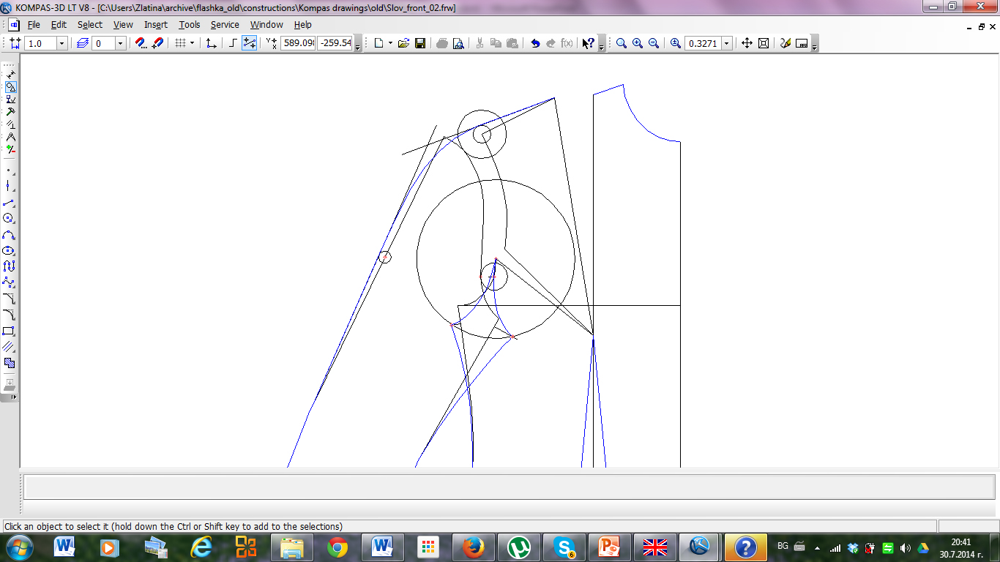 KOMPAS-3D LT V8 - [C:\Users\Zlatina\archive\flashka_old\constructions\Kompas drawings\old\Slov_front_02.frw]
File Edit Select View Insert Tools Service Window Help
1.0 0 589.09 -259.54 f(x) 0.3271
Click an object to select it (hold down the Ctrl or Shift key to add to the selections)
BG 20:41
6 30.7.2014 г.